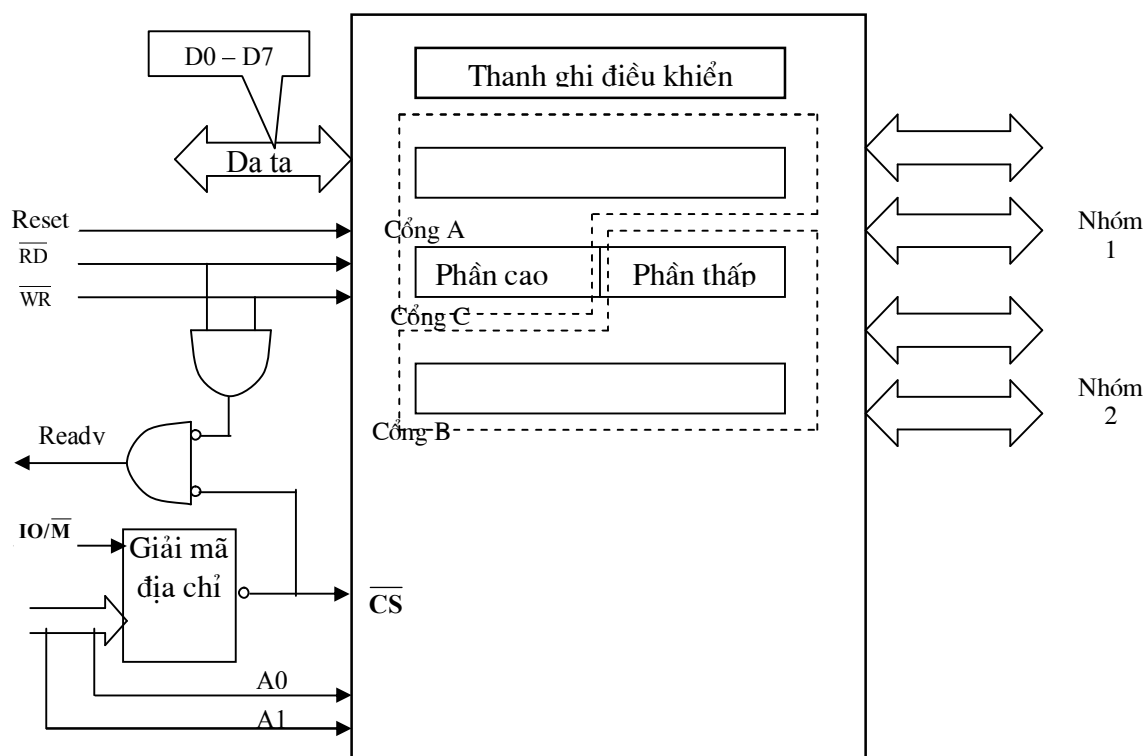 D0 – D7
Thanh ghi điều khiển
Da ta
Reset
Cổng A
Nhóm
1
RD
Phần cao
Phần thấp
WR
Cổng C
Nhóm
2
Cổng B
Ready
IO/M
Giải mã
địa chỉ
CS
A0
A1